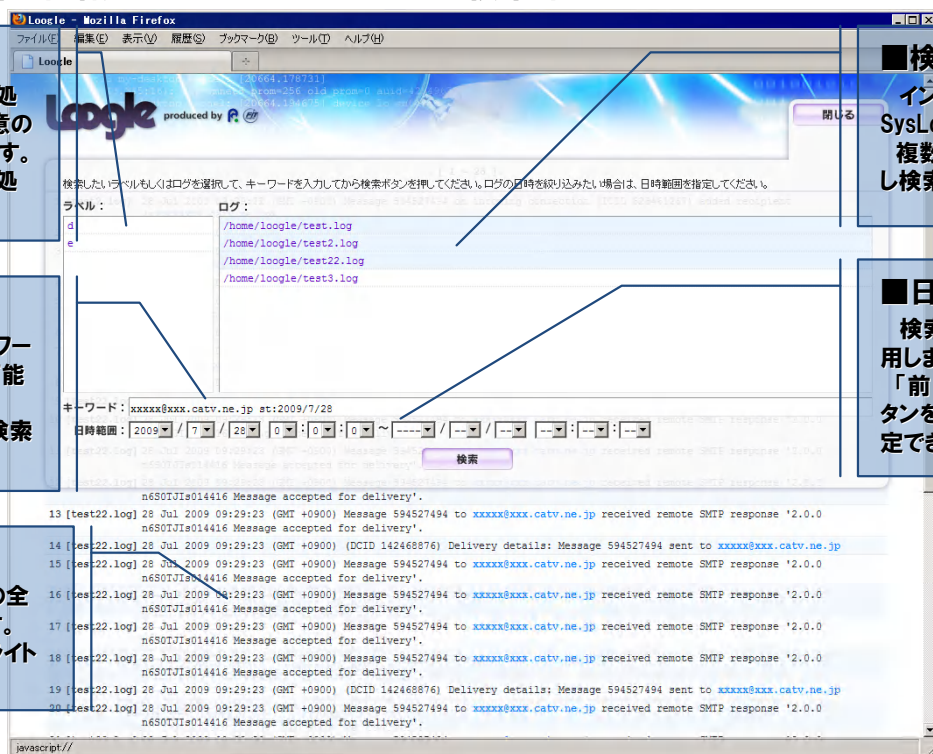 Loogle - Mozilla Firefox
ファイル(F) 編集(E) 表示(V) 履歴(S) ブックマーク(B) ツール(T) ヘルプ(H)
Loogle
Loogle produced by
閉じる
■検
イン
SysLo
複数
し検索
処
意の
す。
処
検索したいラベルもしくはログを選択して、キーワードを入力してから検索ボタンを押してください。ログの日時を絞り込みたい場合は、日時範囲を指定してください。
ラベル： ログ：
d /home/loogle/test.log
e /home/loogle/test2.log
/home/loogle/test22.log
/home/loogle/test3.log
■日
検索
用しま
「前
タンを
定でき
ワー
能
検索
キーワード： xxxxx@xxx.catv.ne.jp st:2009/7/28
日時範囲： 2009 / 7 / 28 0 : 0 : 0 ～ ---- / -- / -- -- : -- : --
検索
n6S0TJIs014416 Message accepted for delivery'.
13 [test22.log] 28 Jul 2009 09:29:23 (GMT +0900) Message 594527494 to xxxxx@xxx.catv.ne.jp received remote SMTP response '2.0.0
n6S0TJIs014416 Message accepted for delivery'.
14 [test22.log] 28 Jul 2009 09:29:23 (GMT +0900) (DCID 142468876) Delivery details: Message 594527494 sent to xxxxx@xxx.catv.ne.jp
15 [test22.log] 28 Jul 2009 09:29:23 (GMT +0900) Message 594527494 to xxxxx@xxx.catv.ne.jp received remote SMTP response '2.0.0
n6S0TJIs014416 Message accepted for delivery'.
16 [test22.log] 28 Jul 2009 09:29:23 (GMT +0900) Message 594527494 to xxxxx@xxx.catv.ne.jp received remote SMTP response '2.0.0
n6S0TJIs014416 Message accepted for delivery'.
17 [test22.log] 28 Jul 2009 09:29:23 (GMT +0900) Message 594527494 to xxxxx@xxx.catv.ne.jp received remote SMTP response '2.0.0
n6S0TJIs014416 Message accepted for delivery'.
18 [test22.log] 28 Jul 2009 09:29:23 (GMT +0900) Message 594527494 to xxxxx@xxx.catv.ne.jp received remote SMTP response '2.0.0
n6S0TJIs014416 Message accepted for delivery'.
19 [test22.log] 28 Jul 2009 09:29:23 (GMT +0900) (DCID 142468876) Delivery details: Message 594527494 sent to xxxxx@xxx.catv.ne.jp
20 [test22.log] 28 Jul 2009 09:29:23 (GMT +0900) Message 594527494 to xxxxx@xxx.catv.ne.jp received remote SMTP response '2.0.0
n6S0TJIs014416 Message accepted for delivery'.
の全
。
ライト
javascript://